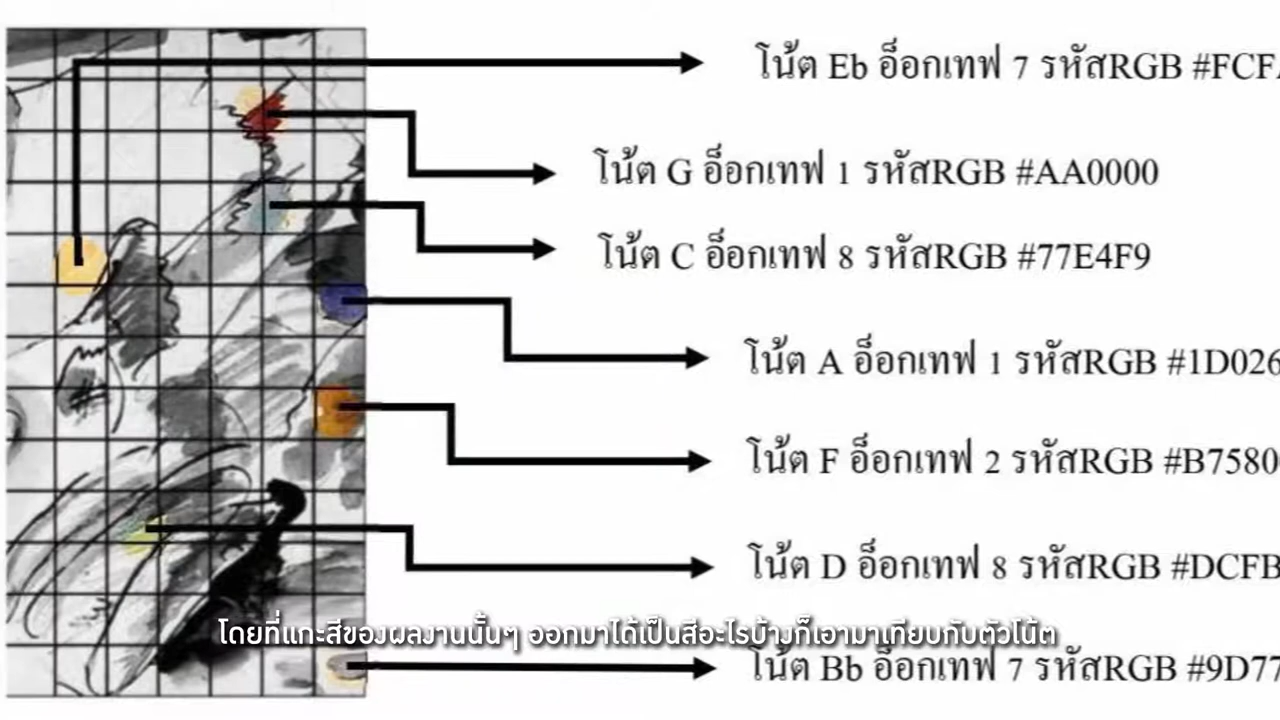 โน้ต Eb อ็อกเทฟ 7 รหัสRGB #FCF
โน้ต G อ็อกเทฟ 1 รหัสRGB #AA0000
โน้ต C อ็อกเทฟ 8 รหัสRGB #77E4F9
โน้ต A อ็อกเทฟ 1 รหัสRGB #1D026
โน้ต F อ็อกเทฟ 2 รหัสRGB #B7580
โน้ต D อ็อกเทฟ 8 รหัสRGB #DCFB
โดยที่แกะสีของผลงานนั้นๆ ออกมาได้เป็นสีอะไรบ้างก็เอามาเทียบกับตัวโน้ต
โน้ต Bb อ็อกเทฟ 7 รหัสRGB #9D77